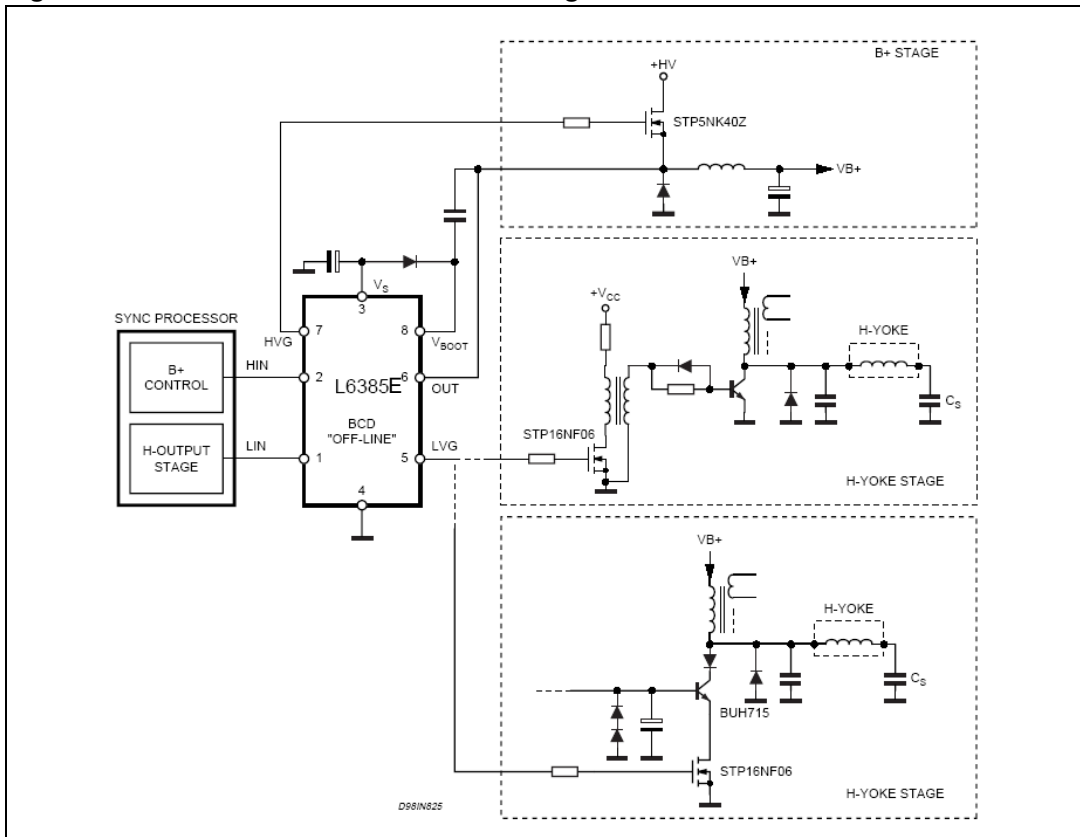 B+ STAGE
+HV
STP5NK40Z
VB+
VS
3
SYNC PROCESSOR
HVG
7
8
VBOOT
B+
CONTROL
HIN
2
L6385E
6
OUT
BCD
"OFF-LINE"
H-OUTPUT
STAGE
LIN
1
5
LVG
4
+VCC
VB+
H-YOKE
CS
STP16NF06
H-YOKE STAGE
VB+
H-YOKE
CS
BUH715
STP16NF06
H-YOKE STAGE
D98IN825